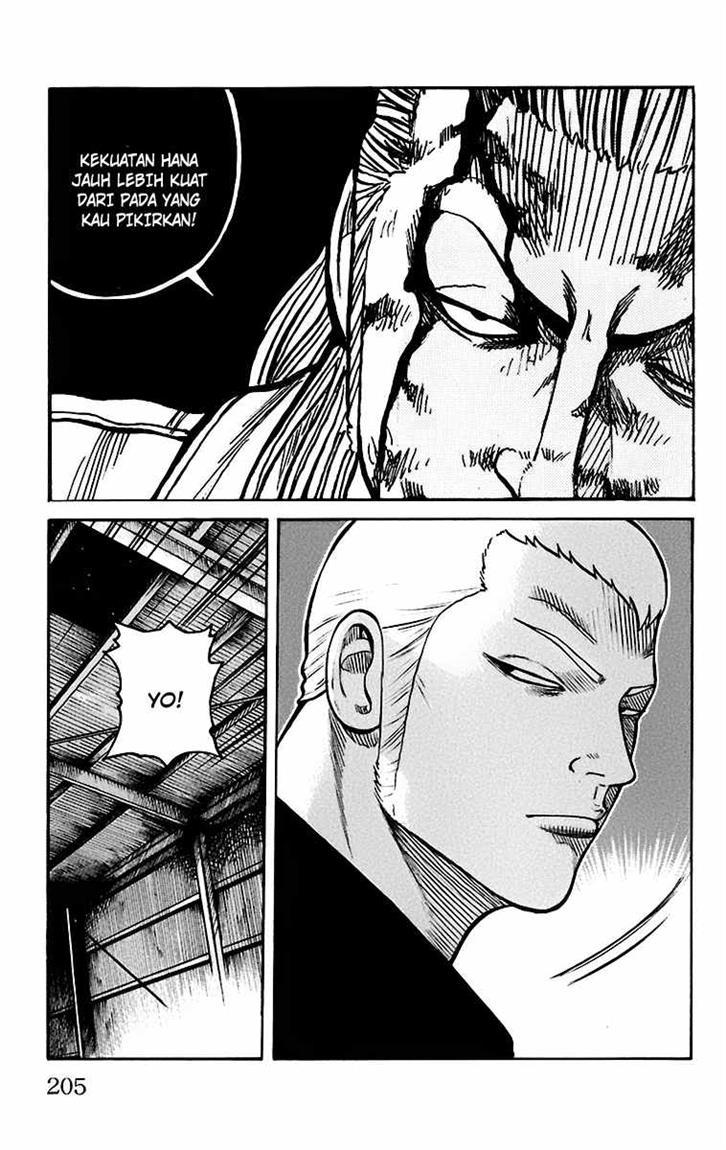 KEKUATAN HANA
JAUH LEBIH KUAT
DARI PADA YANG
KAU PIKIRKAN!
YO!
205